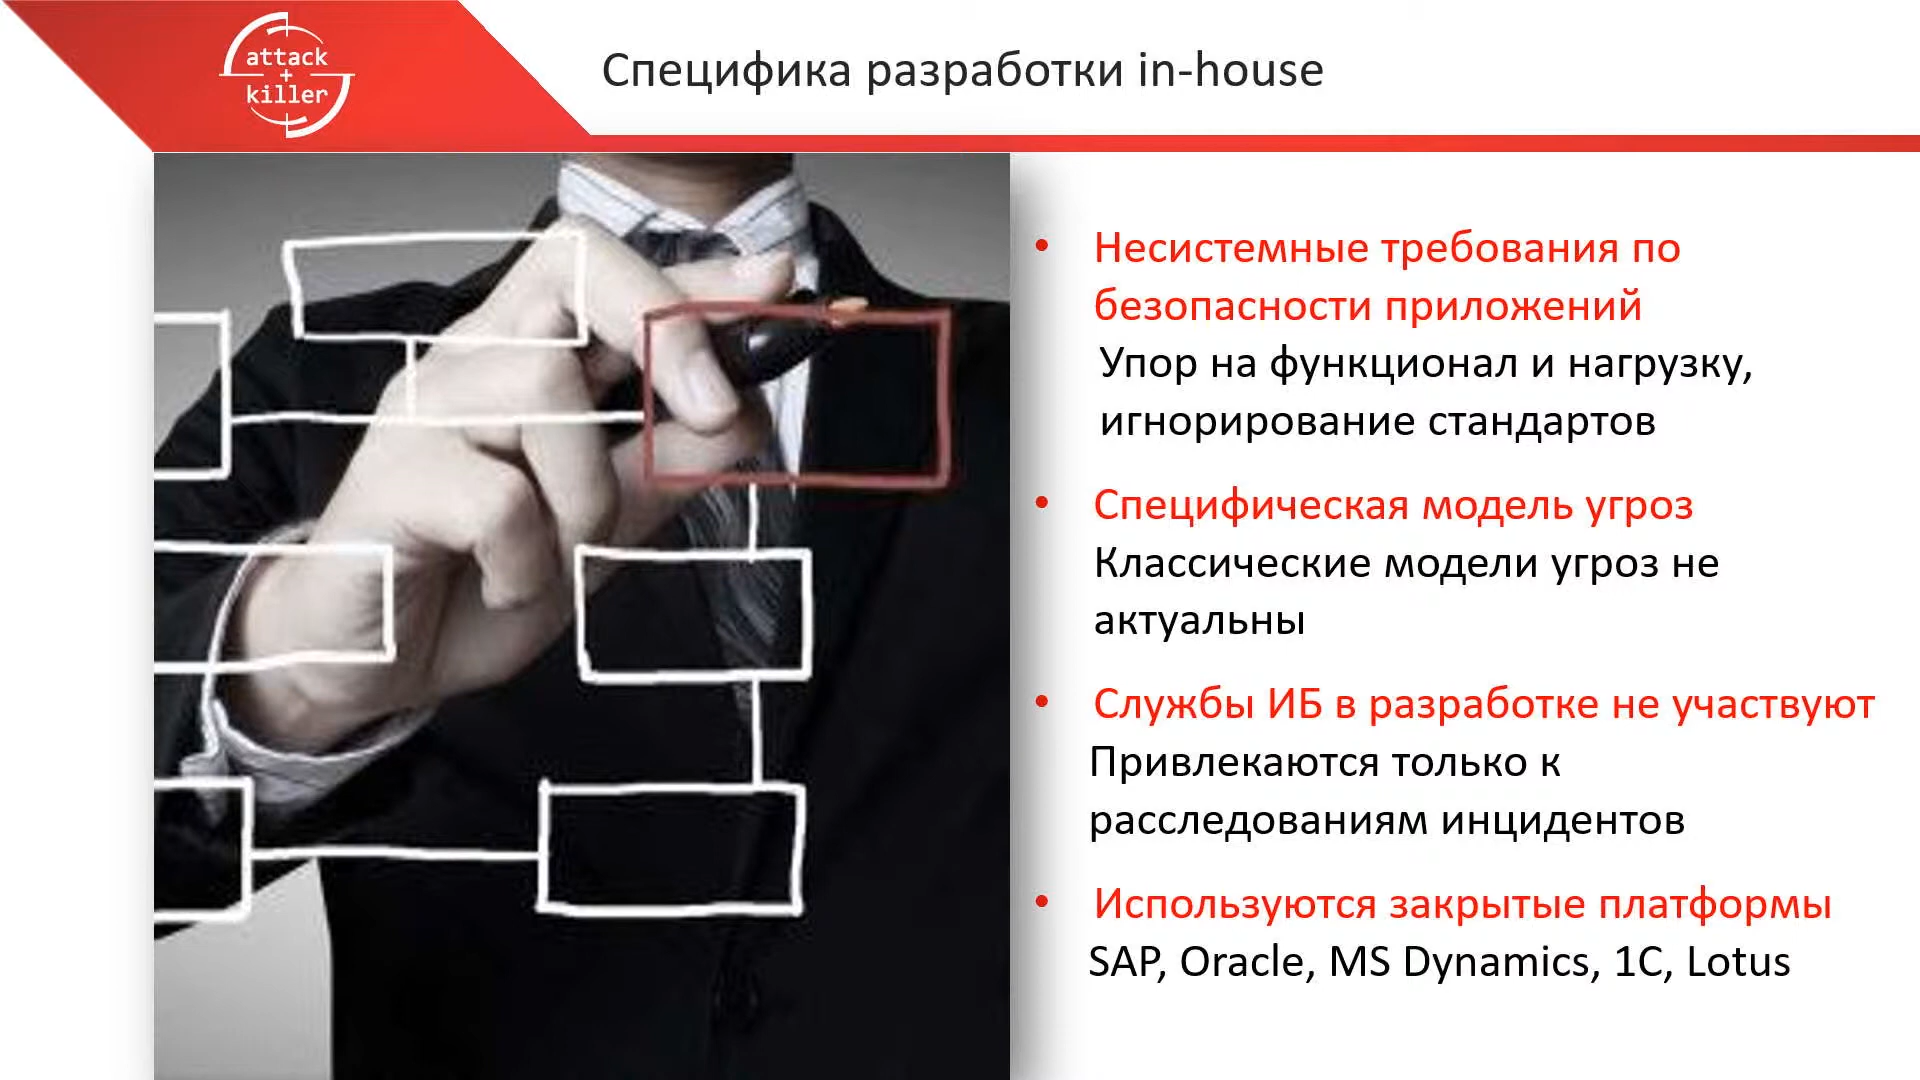 attack
killer
Специфика разработки in-house
• Несистемные требования по
безопасности приложений
Упор на функционал и нагрузку,
игнорирование стандартов
• Специфическая модель угроз
Классические модели угроз не
актуальны
• Службы ИБ в разработке не участвуют
Привлекаются только к
расследованиям инцидентов
• Используются закрытые платформы
SAP, Oracle, MS Dynamics, 1C, Lotus